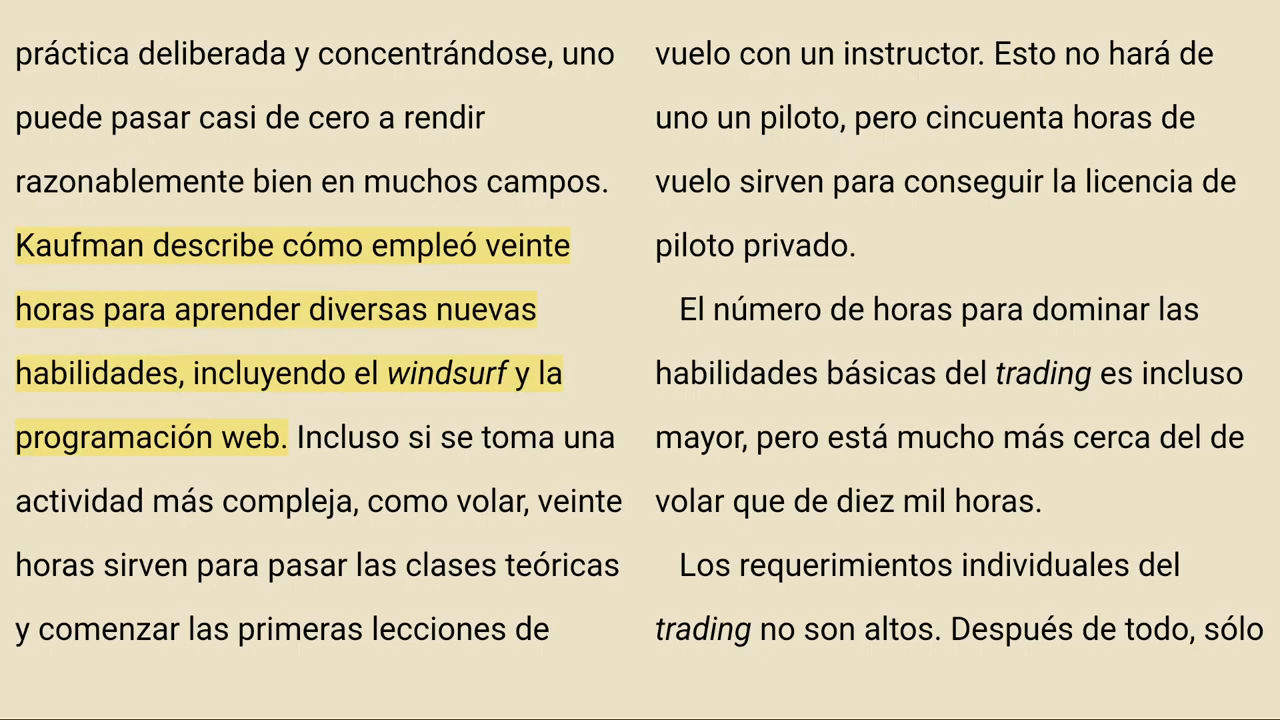 práctica deliberada y concentrándose, uno
puede pasar casi de cero a rendir
razonablemente bien en muchos campos.
Kaufman describe cómo empleó veinte
horas para aprender diversas nuevas
habilidades, incluyendo el windsurf y la
programación web. Incluso si se toma una
actividad más compleja, como volar, veinte
horas sirven para pasar las clases teóricas
y comenzar las primeras lecciones de
vuelo con un instructor. Esto no hará de
uno un piloto, pero cincuenta horas de
vuelo sirven para conseguir la licencia de
piloto privado.
El número de horas para dominar las
habilidades básicas del trading es incluso
mayor, pero está mucho más cerca del de
volar que de diez mil horas.
Los requerimientos individuales del
trading no son altos. Después de todo, sólo